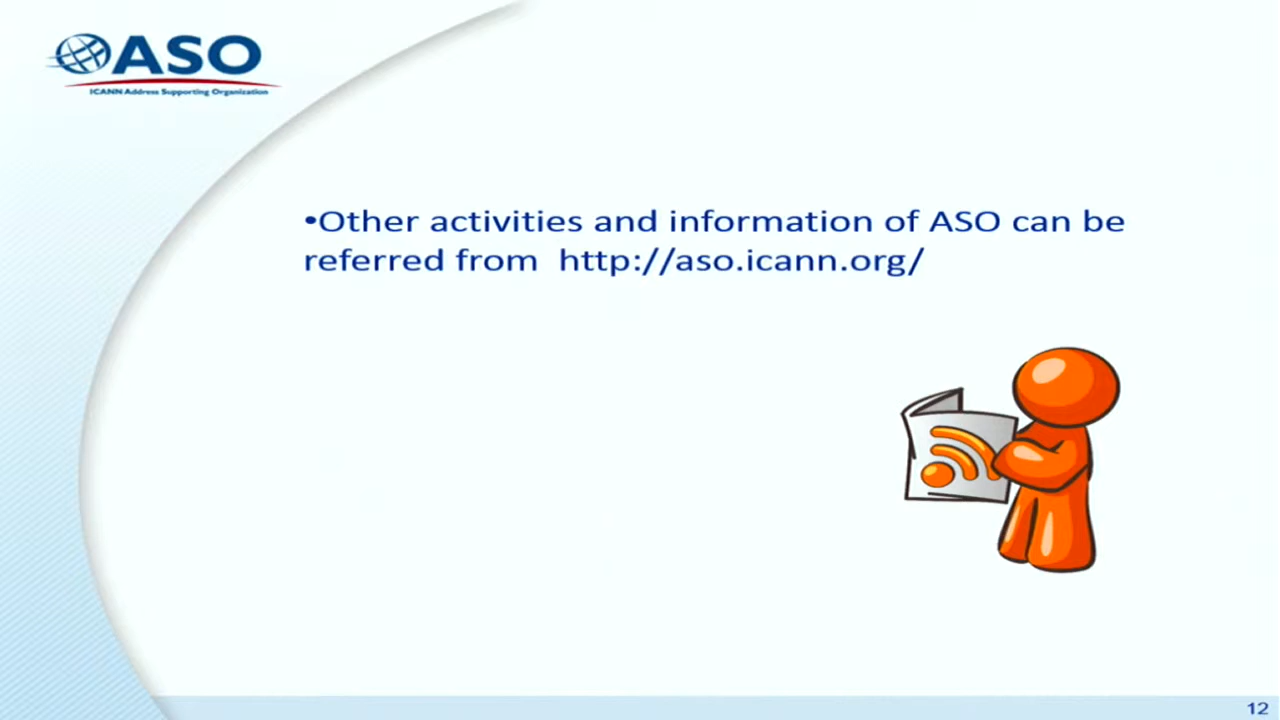 ASO
ICANN Address Supporting Organization
•Other activities and information of ASO can be
referred from  http://aso.icann.org/
12